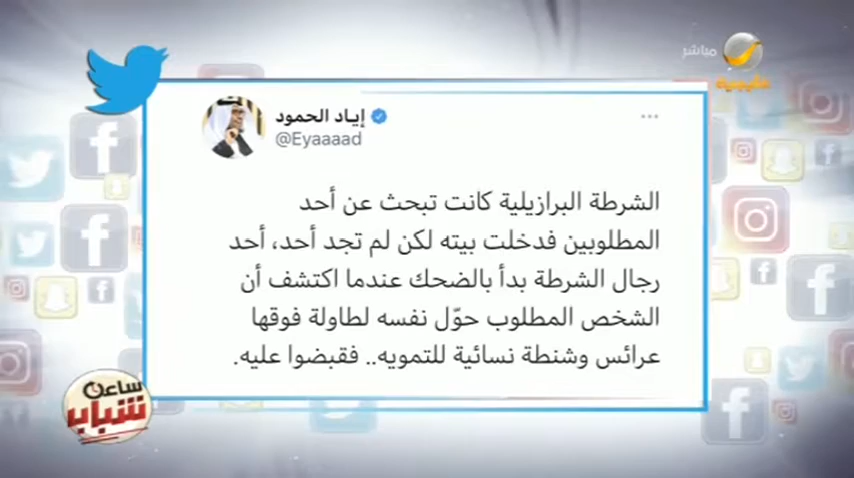 مباشر
خليجية
إياد الحمود
@Eyaaaad
الشرطة البرازيلية كانت تبحث عن أحد
المطلوبين فدخلت بيته لكن لم تجد أحد، أحد
رجال الشرطة بدأ بالضحك عندما اكتشف أن
الشخص المطلوب حوّل نفسه لطاولة فوقها
عرائس وشنطة نسائية للتمويه.. فقبضوا عليه.
ساعة
شباب